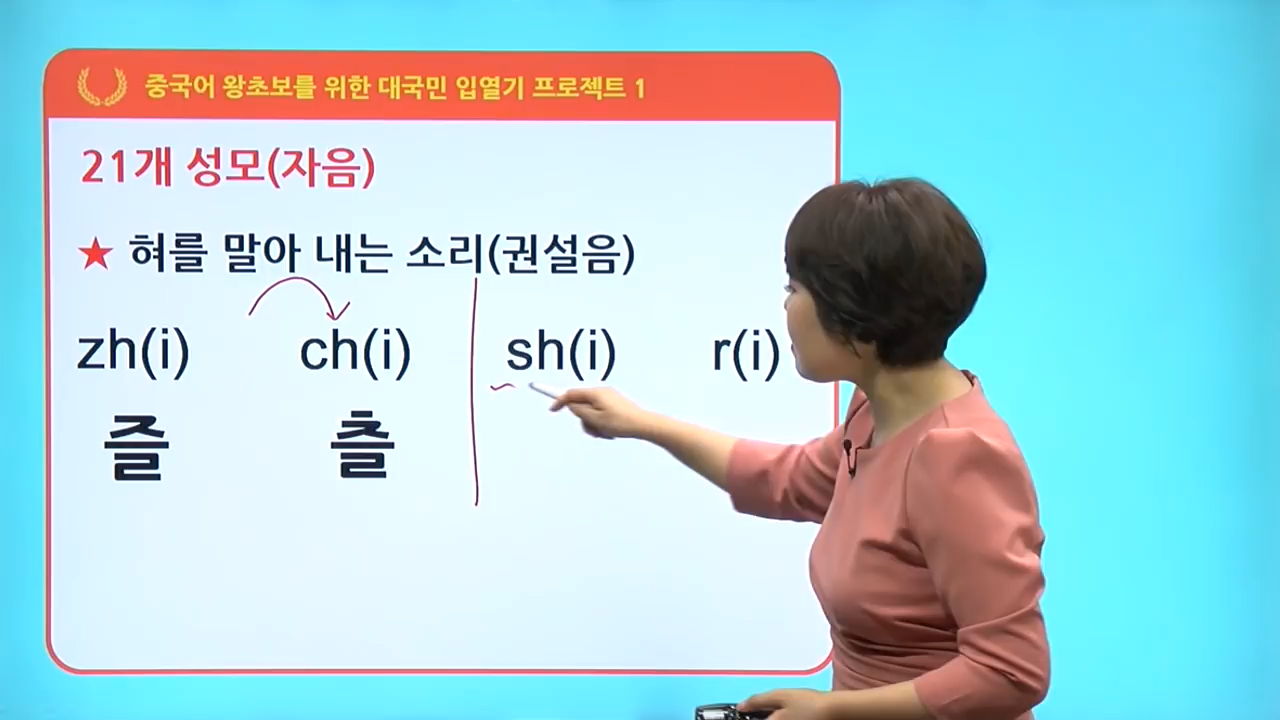 중국어 왕초보를 위한 대국민 입열기 프로젝트 1
21개 성모(자음)
★ 혀를 말아 내는 소리(권설음)
zh(i) ch(i) sh(i) r(i)
즐 츨